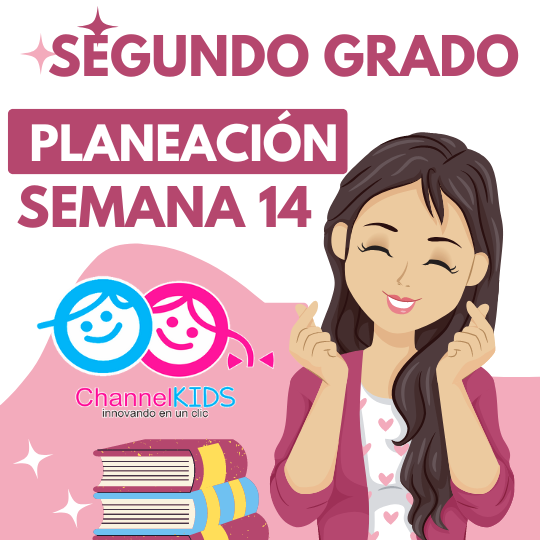 SEGUNDO GRADO
PLANEACIÓN
SEMANA 14
ChannelKIDS
innovando en un clic